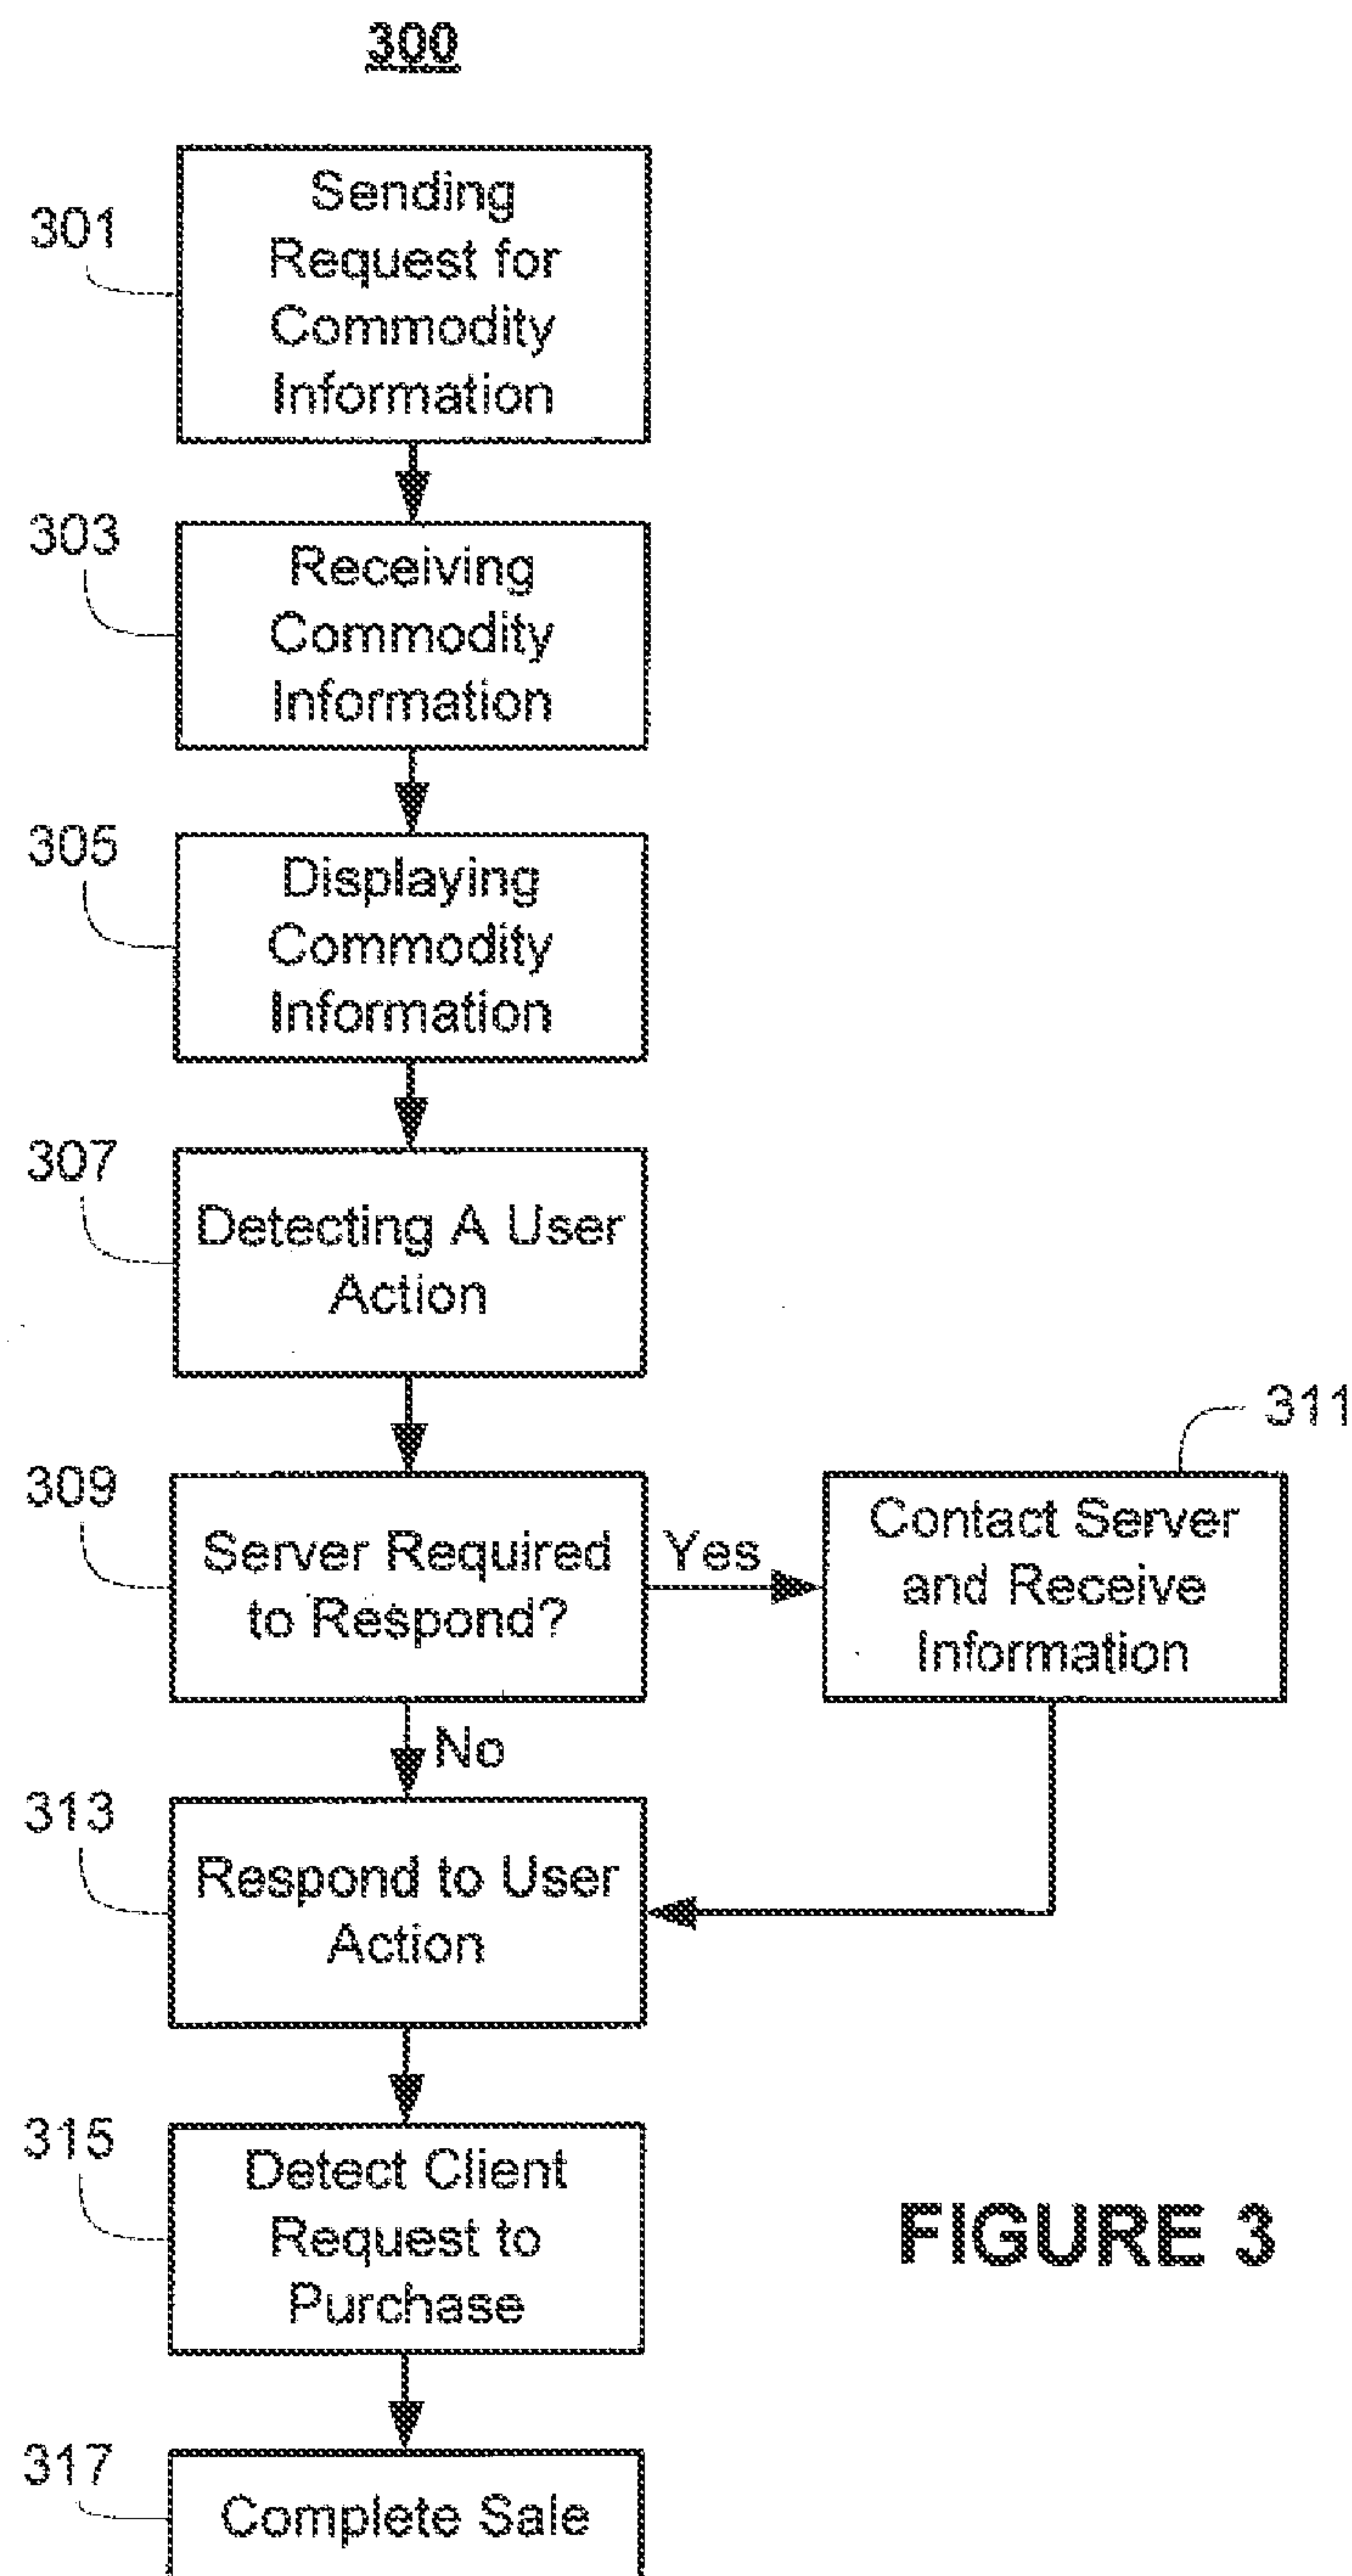 300
301
Sending
Request for
Commodity
Information
303
Receiving
Commodity
Information
305
Displaying
Commodity
Information
307
Detecting A User
Action
309
Server Required
to Respond?
Yes
311
Contact Server
and Receive
Information
No
313
Respond to User
Action
315
Detect Client
Request to
Purchase
FIGURE 3
317
Complete Sale